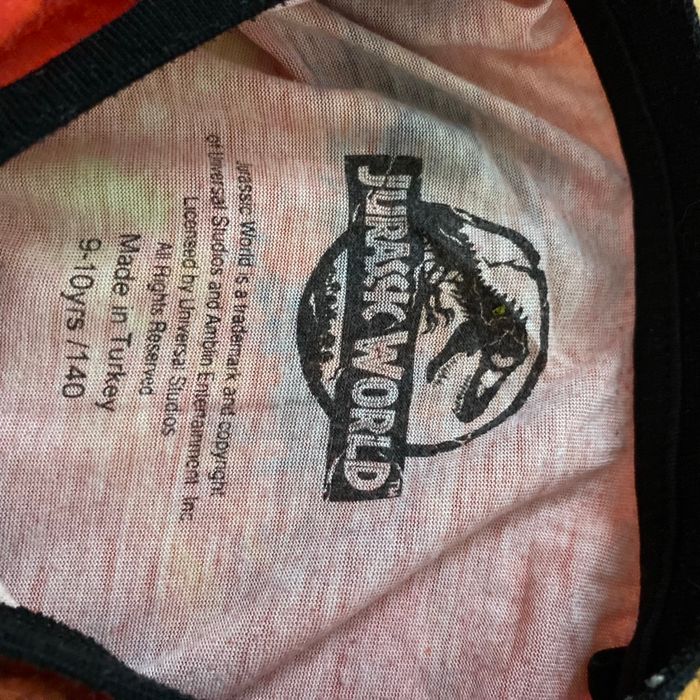 JURASSIC WORLD™
Jurassic World is a trademark and copyright
of Universal Studios and Amblin Entertainment, Inc.
Licensed by Universal Studios
All Rights Reserved
Made in Turkey
9-10yrs /140